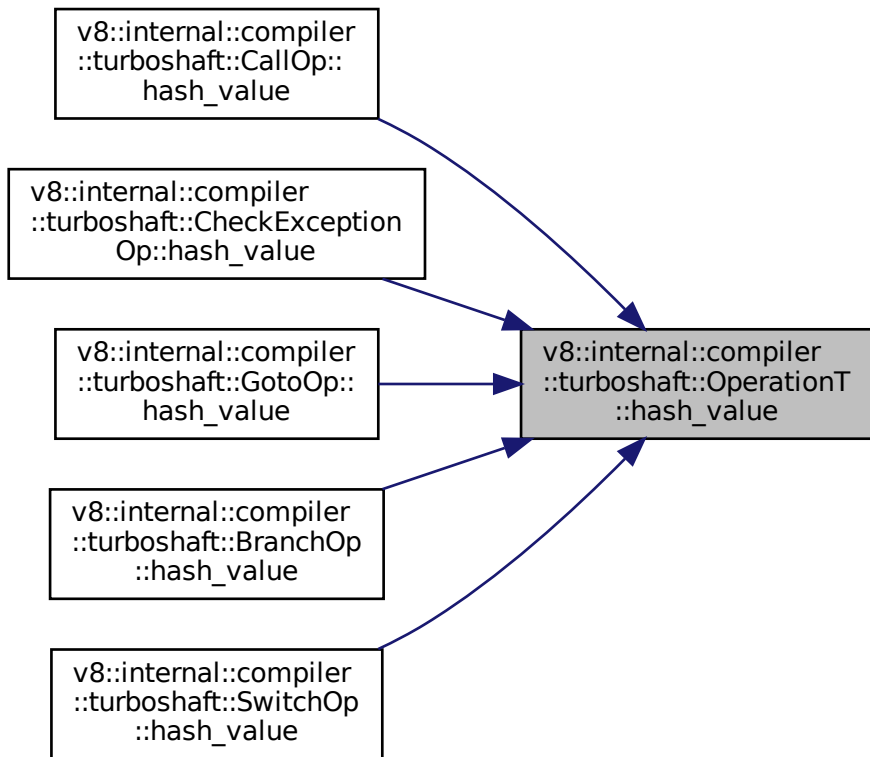 v8::internal::compiler
::turboshaft::CallOp::
hash_value
v8::internal::compiler
::turboshaft::CheckException
Op::hash_value
v8::internal::compiler
::turboshaft::GotoOp::
hash_value
v8::internal::compiler
::turboshaft::OperationT
::hash_value
v8::internal::compiler
::turboshaft::BranchOp
::hash_value
v8::internal::compiler
::turboshaft::SwitchOp
::hash_value